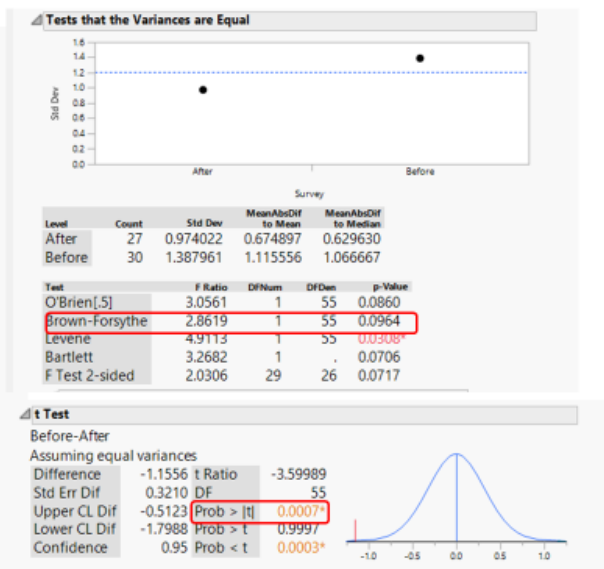 Tests that the Variances are Equal
1.6
1.4
1.2
1.0
0.8
0.6
0.4
0.2
0.0
Std Dev
After Before
Survey
Level Count Std Dev MeanAbsDif to Mean MeanAbsDif to Median
After 27 0.974022 0.674897 0.629630
Before 30 1.387961 1.115556 1.066667
Test F Ratio DFNum DFDen p-Value
O'Brien[.5] 3.0561 1 55 0.0860
Brown-Forsythe 2.8619 1 55 0.0964
Levene 4.9113 1 55 0.0308*
Bartlett 3.2682 1 . 0.0706
F Test 2-sided 2.0306 29 26 0.0717
t Test
Before-After
Assuming equal variances
Difference -1.1556 t Ratio -3.59989
Std Err Dif 0.3210 DF 55
Upper CL Dif -0.5123 Prob > |t| 0.0007*
Lower CL Dif -1.7988 Prob > t 0.9997
Confidence 0.95 Prob < t 0.0003*
-1.0 -0.5 0.0 0.5 1.0